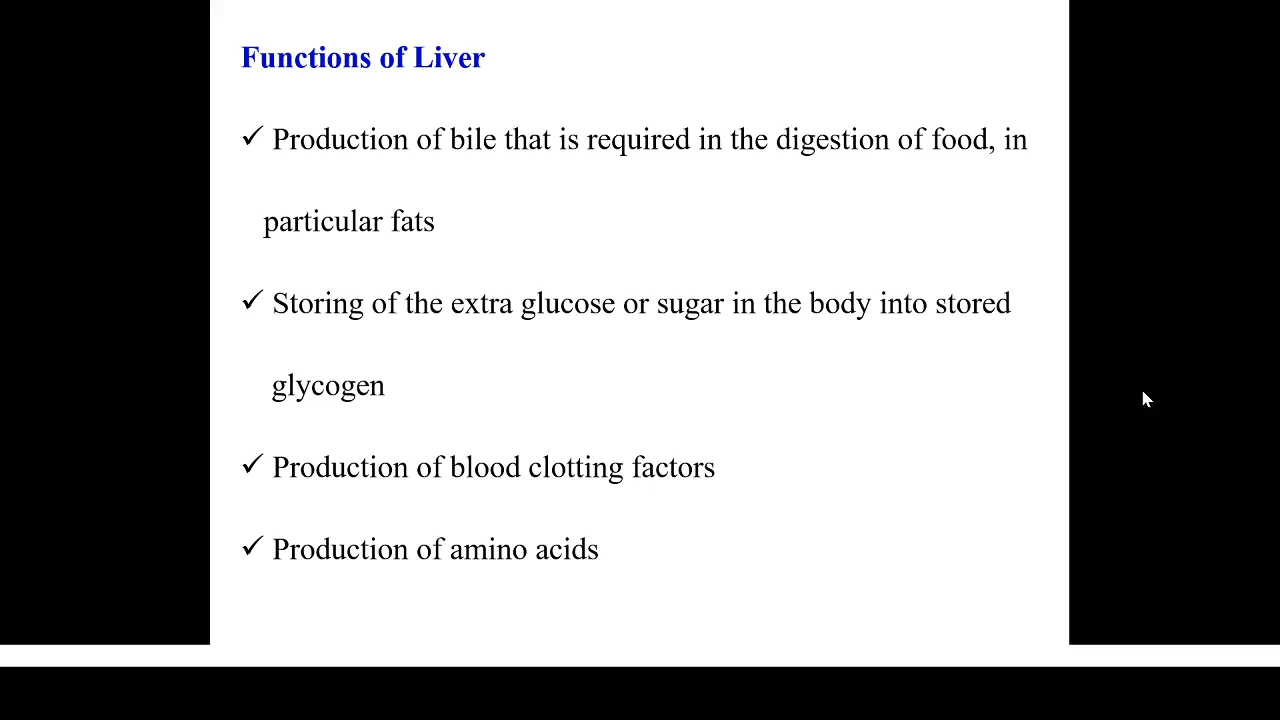 Functions of Liver
✓ Production of bile that is required in the digestion of food, in
particular fats
✓ Storing of the extra glucose or sugar in the body into stored
glycogen
✓ Production of blood clotting factors
✓ Production of amino acids